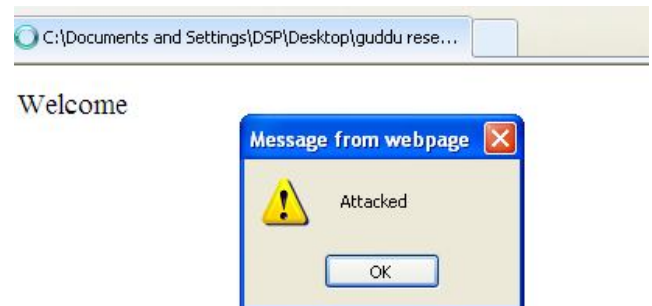 C:\Documents and Settings\DSP\Desktop\guddu rese...
Welcome
Message from webpage
Attacked
OK